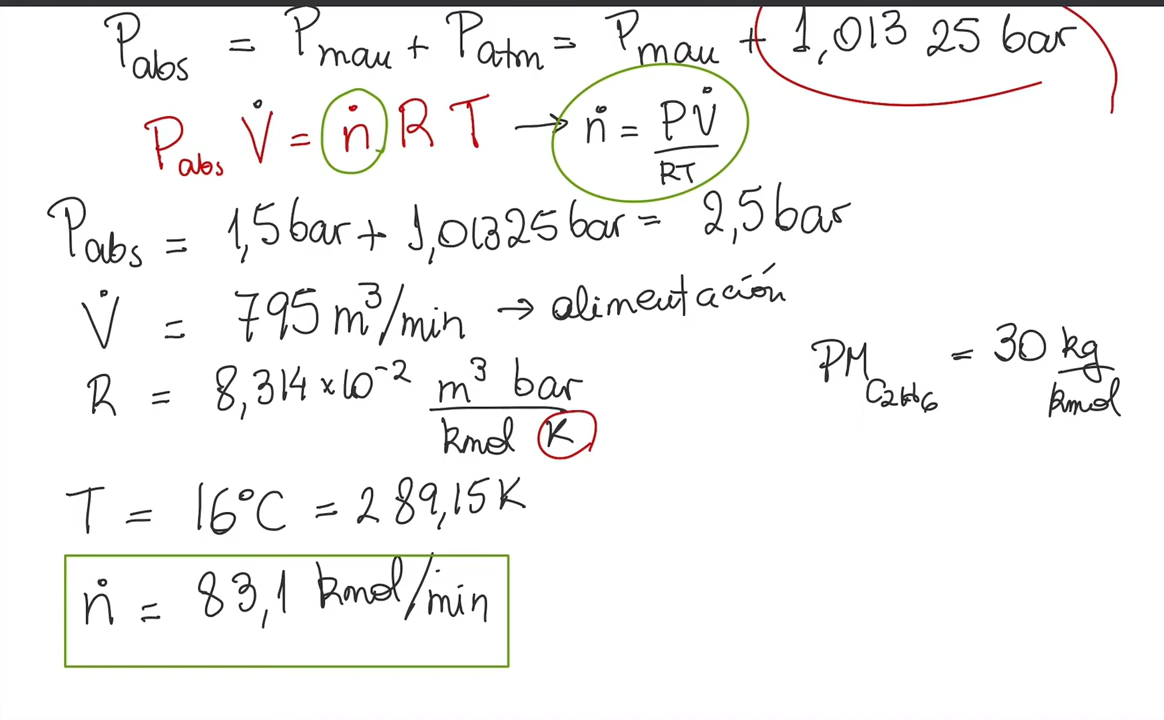 Pabs = Pman + Patm = Pman + 1,013 25 bar
Pabs V̇ = ṅ R T → ṅ = PV̇/RT
Pabs = 1,5 bar + 1,01325 bar = 2,5 bar
V̇ = 795 m³/min → alimentación
R = 8,314 × 10⁻² m³ bar / kmol K
PM C2H6 = 30 kg/kmol
T = 16°C = 289,15 K
ṅ = 83,1 kmol/min